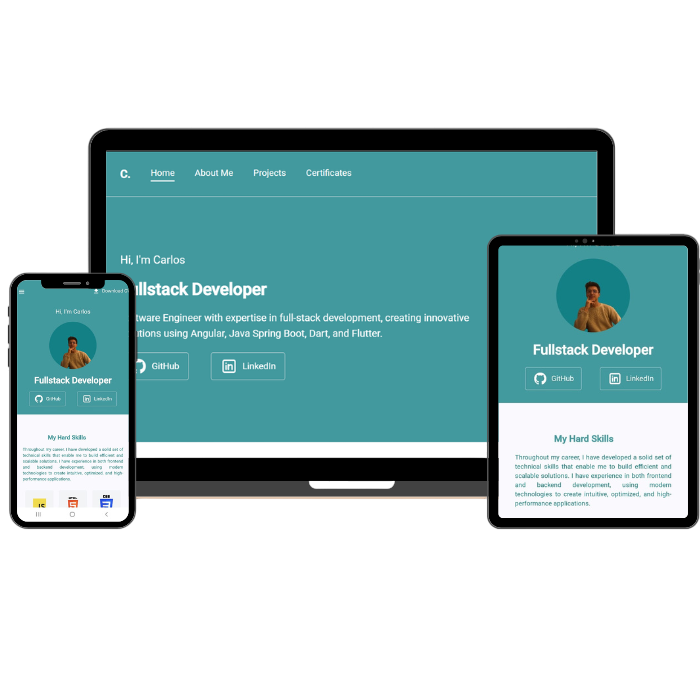 C. Home About Me Projects Certificates
Hi, I'm Carlos
llstack Developer
tware Engineer with expertise in full-stack development, creating innovative
tions using Angular, Java Spring Boot, Dart, and Flutter.
GitHub LinkedIn
Download C
Hi, I'm Carlos
Fullstack Developer
GitHub LinkedIn
My Hard Skills
Throughout my career, I have developed a solid set of
technical skills that enable me to build efficient and
scalable solutions. I have experience in both frontend
and backend development, using modern
technologies to create intuitive, optimized, and high-
performance applications.
JS HTML 5 CSS 3
Fullstack Developer
GitHub LinkedIn
My Hard Skills
Throughout my career, I have developed a solid set of
technical skills that enable me to build efficient and
scalable solutions. I have experience in both frontend
and backend development, using modern
technologies to create intuitive, optimized, and high-
performance applications.